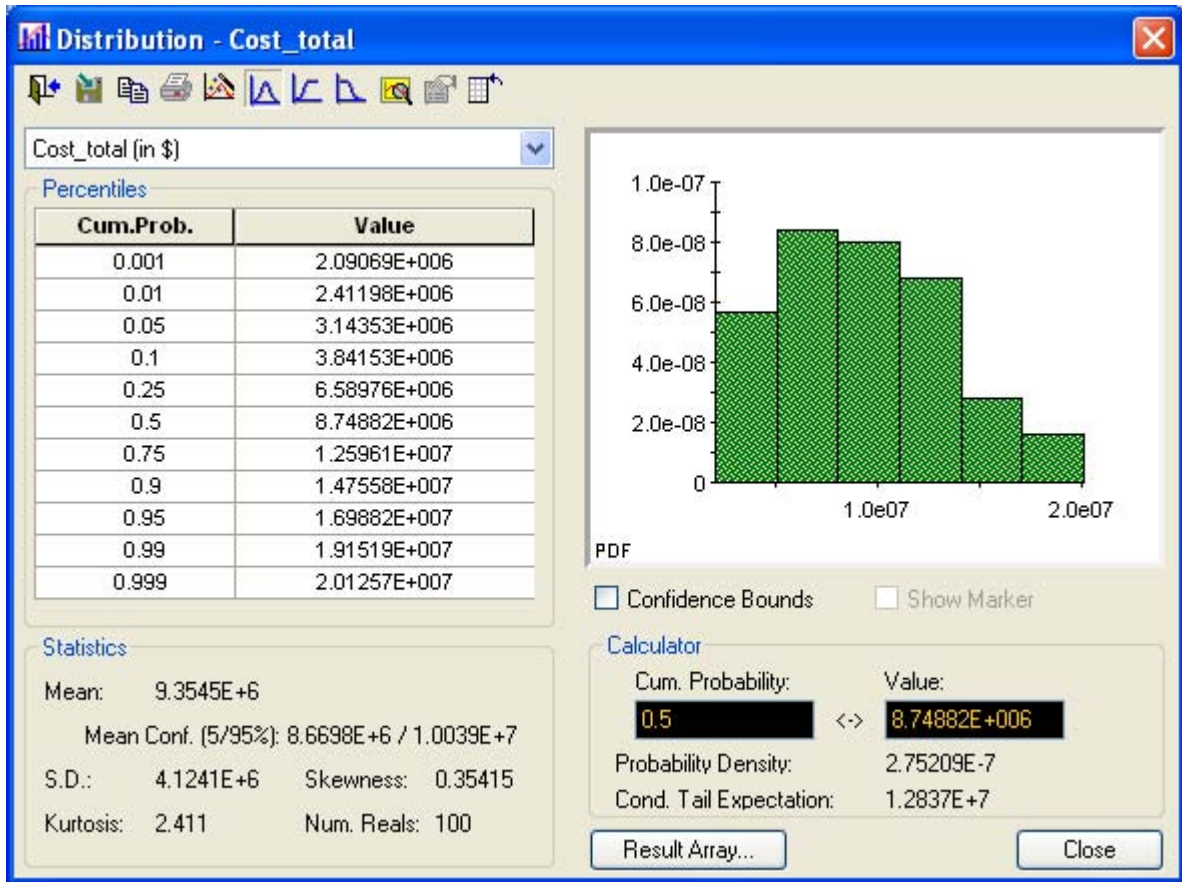 Distribution - Cost_total
Cost_total (in $)
Percentiles
Cum.Prob. Value
0.001 2.09069E+006
0.01 2.41198E+006
0.05 3.14353E+006
0.1 3.84153E+006
0.25 6.58976E+006
0.5 8.74882E+006
0.75 1.25961E+007
0.9 1.47558E+007
0.95 1.69882E+007
0.99 1.91519E+007
0.999 2.01257E+007
Statistics
Mean: 9.3545E+6
Mean Conf. (5/95%): 8.6698E+6 / 1.0039E+7
S.D.: 4.1241E+6 Skewness: 0.35415
Kurtosis: 2.411 Num. Reals: 100
1.0e-07
8.0e-08
6.0e-08
4.0e-08
2.0e-08
0
1.0e07 2.0e07
PDF
Confidence Bounds Show Marker
Calculator
Cum. Probability: Value:
0.5 <-> 8.74882E+006
Probability Density: 2.75209E-7
Cond. Tail Expectation: 1.2837E+7
Result Array... Close